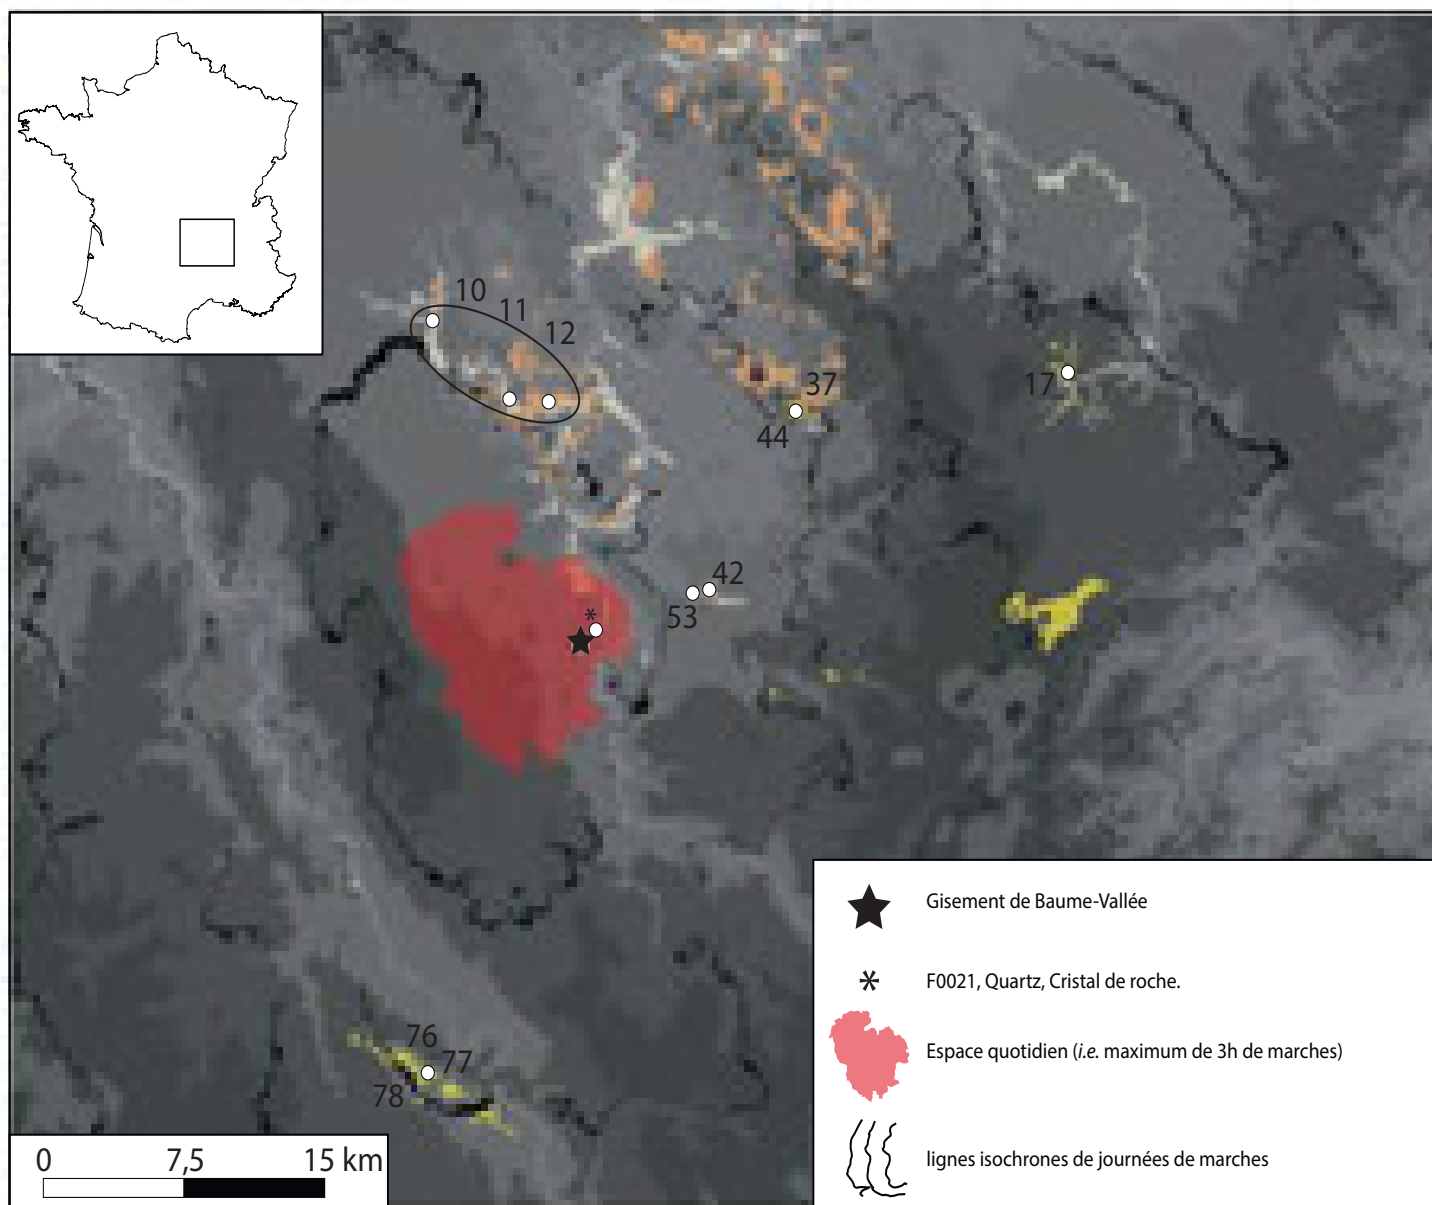 10
11
12
37
44
17
*
42
53
76
77
78
0 7,5 15 km
Gisement de Baume-Vallée
* F0021, Quartz, Cristal de roche.
Espace quotidien (i.e. maximum de 3h de marches)
lignes isochrones de journées de marches